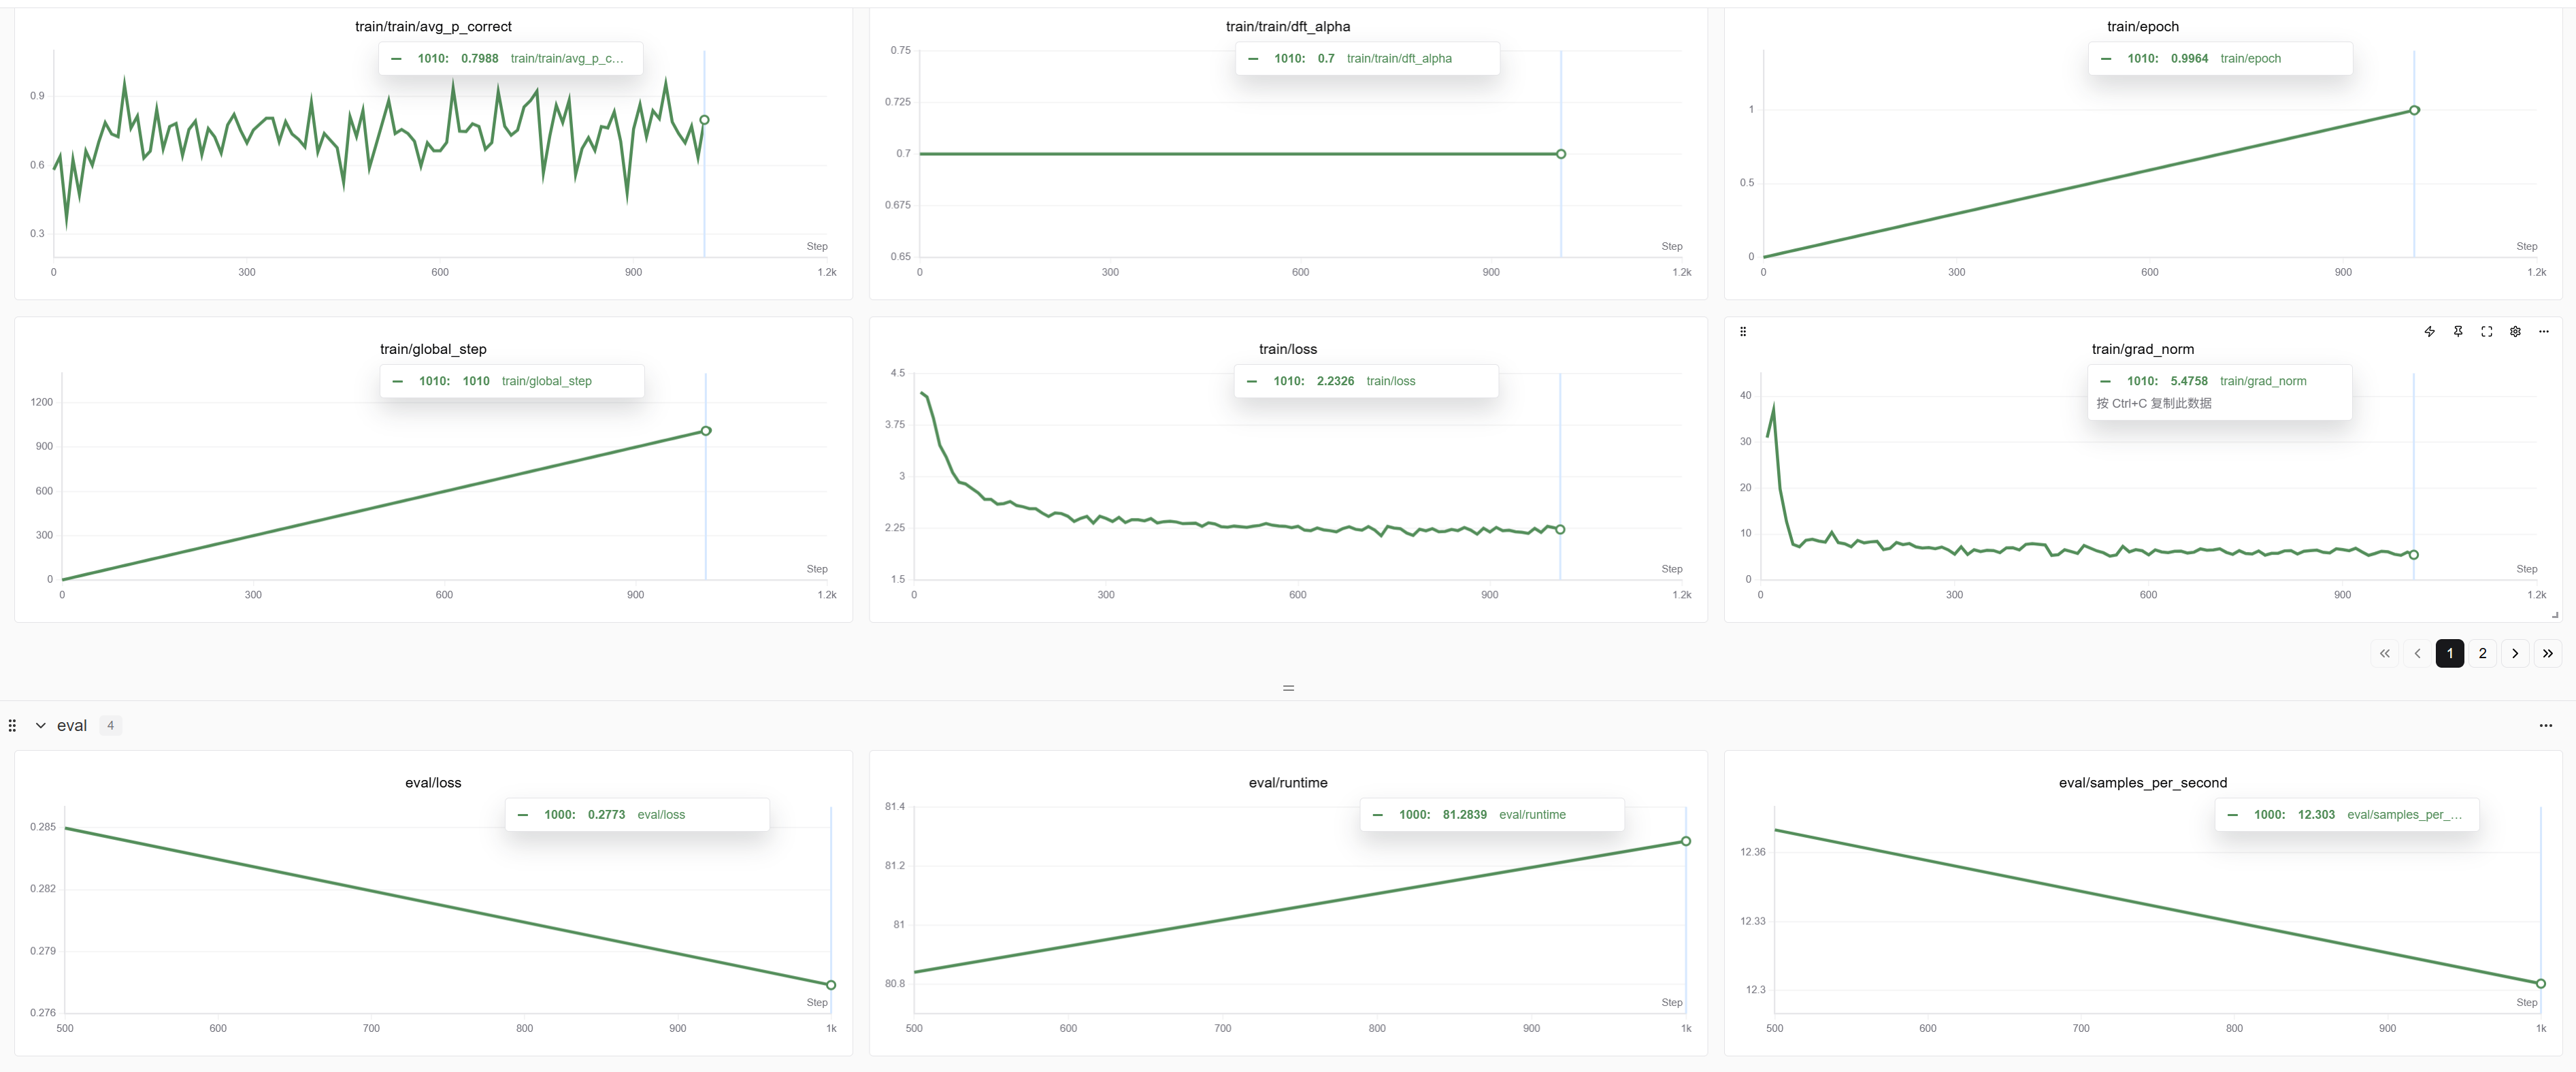 train/train/avg_p_correct
1010: 0.7988 train/train/avg_p_c...
0.9
0.6
0.3
Step
0 300 600 900 1.2k
train/train/dft_alpha
1010: 0.7 train/train/dft_alpha
0.75
0.725
0.7
0.675
0.65
Step
0 300 600 900 1.2k
train/epoch
1010: 0.9964 train/epoch
1
0.5
0
Step
0 300 600 900 1.2k
train/global_step
1010: 1010 train/global_step
1200
900
600
300
0
Step
0 300 600 900 1.2k
train/loss
1010: 2.2326 train/loss
4.5
3.75
3
2.25
1.5
Step
0 300 600 900 1.2k
train/grad_norm
1010: 5.4758 train/grad_norm
按 Ctrl+C 复制此数据
40
30
20
10
0
Step
0 300 600 900 1.2k
1 2
eval 4
eval/loss
1000: 0.2773 eval/loss
0.285
0.282
0.279
0.276
Step
500 600 700 800 900 1k
eval/runtime
1000: 81.2839 eval/runtime
81.4
81.2
81
80.8
Step
500 600 700 800 900 1k
eval/samples_per_second
1000: 12.303 eval/samples_per_...
12.36
12.33
12.3
Step
500 600 700 800 900 1k